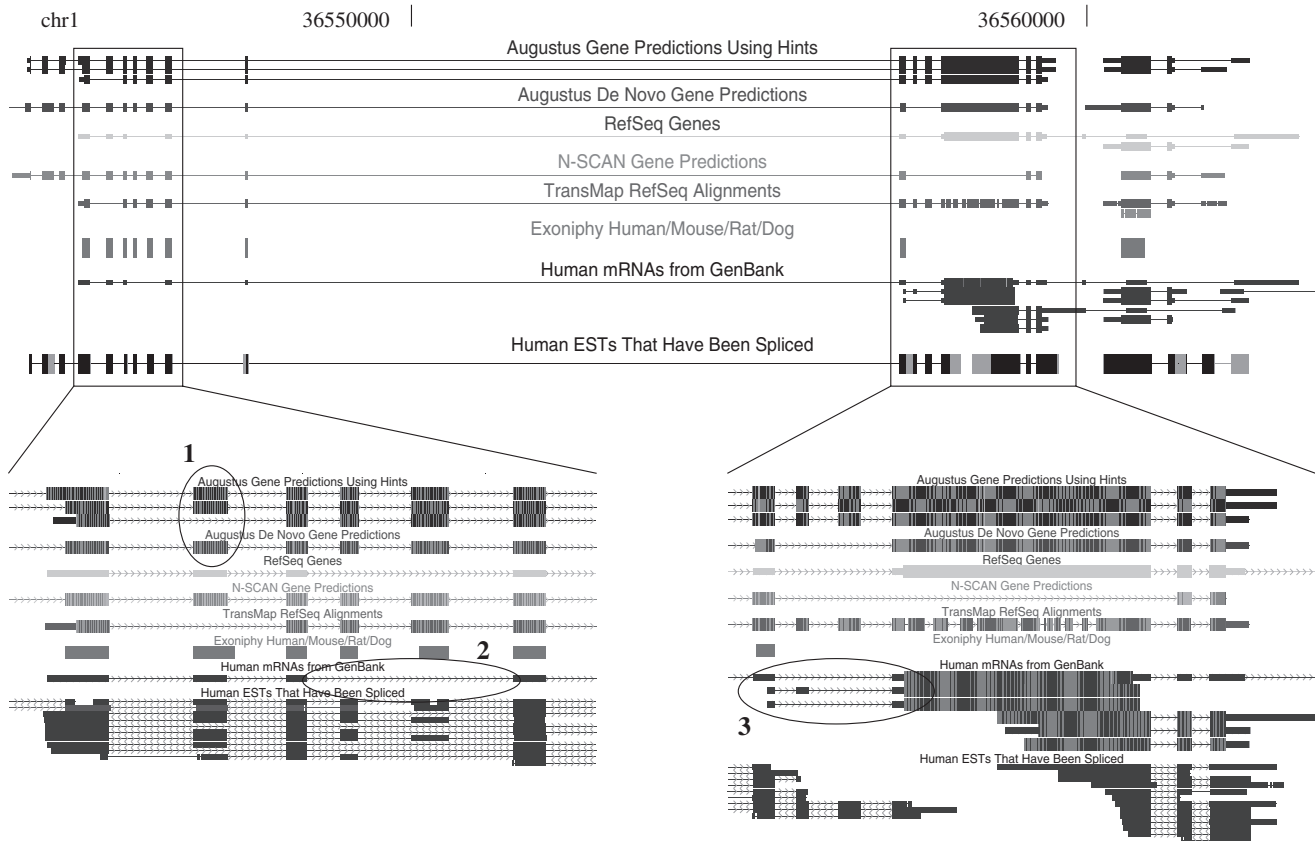 chr1 36550000 36560000
Augustus Gene Predictions Using Hints
Augustus De Novo Gene Predictions
RefSeq Genes
N-SCAN Gene Predictions
TransMap RefSeq Alignments
Exoniphy Human/Mouse/Rat/Dog
Human mRNAs from GenBank
Human ESTs That Have Been Spliced
1
Augustus Gene Predictions Using Hints
Augustus De Novo Gene Predictions
RefSeq Genes
N-SCAN Gene Predictions
TransMap RefSeq Alignments
Exoniphy Human/Mouse/Rat/Dog
2
Human mRNAs from GenBank
Human ESTs That Have Been Spliced
Augustus Gene Predictions Using Hints
Augustus De Novo Gene Predictions
RefSeq Genes
N-SCAN Gene Predictions
TransMap RefSeq Alignments
Exoniphy Human/Mouse/Rat/Dog
Human mRNAs from GenBank
3
Human ESTs That Have Been Spliced